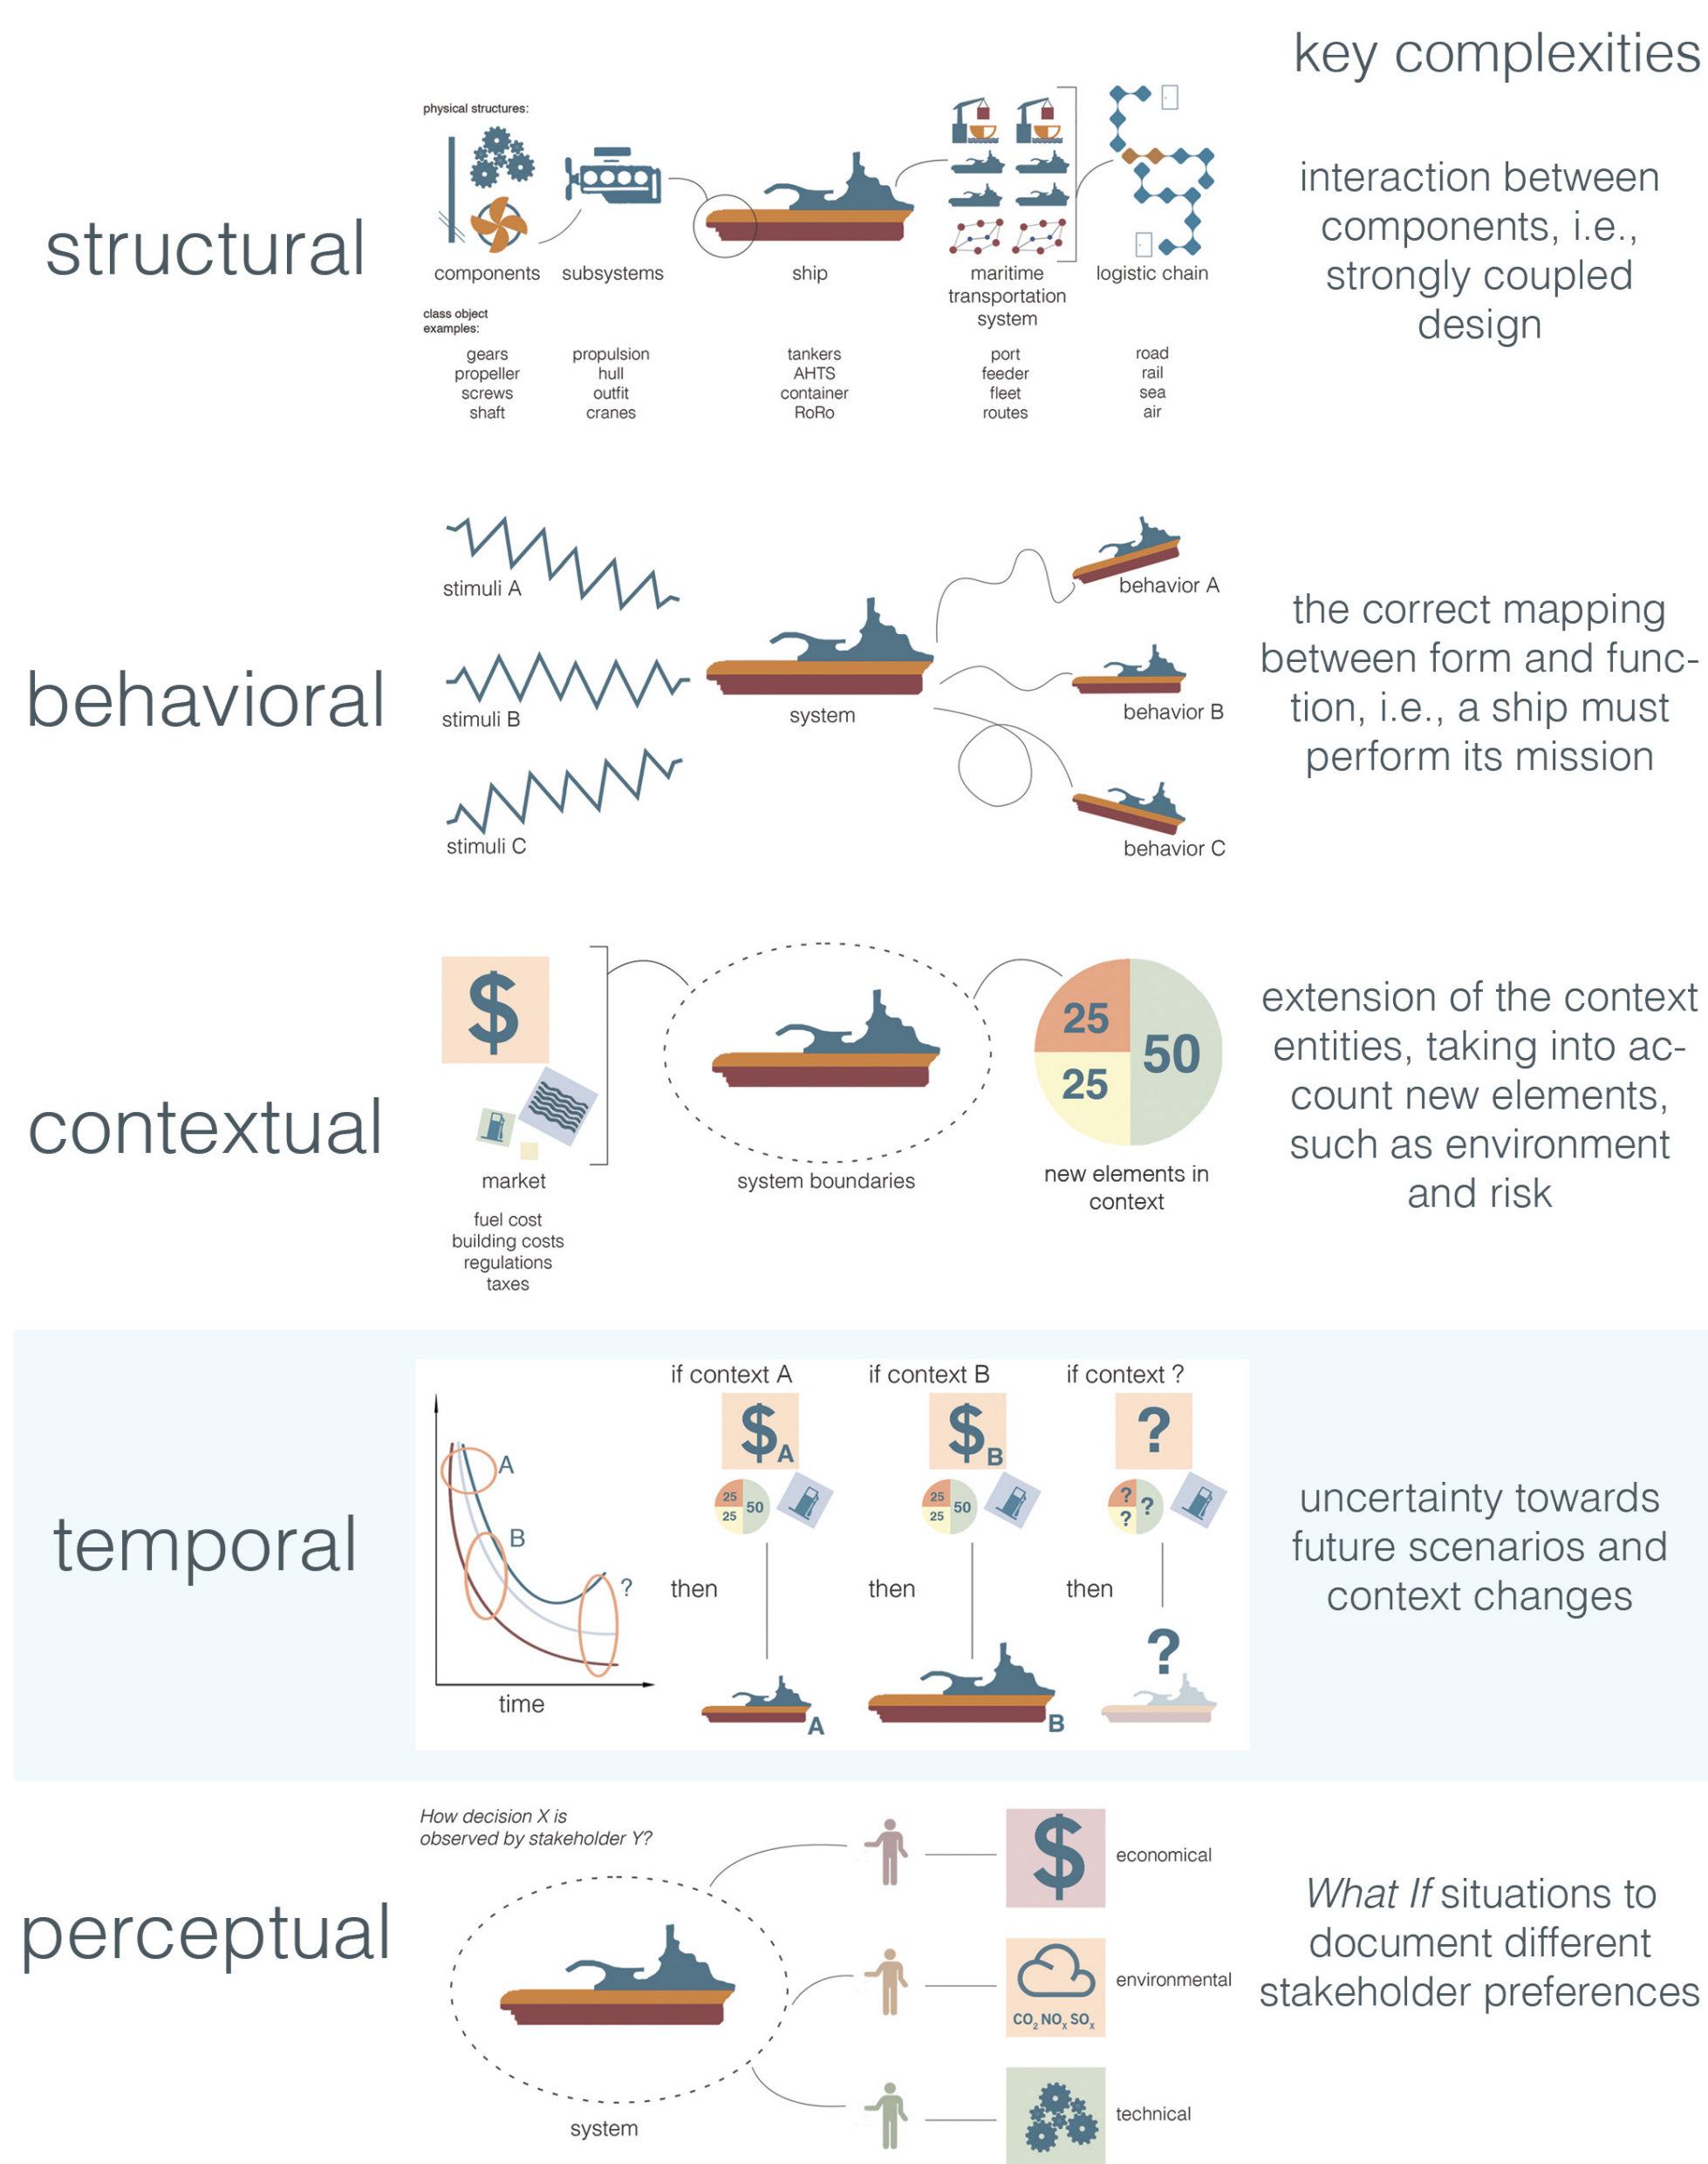 key complexities
structural
physical structures:
components
subsystems
ship
maritime
transportation
system
logistic chain
class object
examples:
gears
propeller
screws
shaft
propulsion
hull
outfit
cranes
tankers
AHTS
container
RoRo
port
feeder
fleet
routes
road
rail
sea
air
interaction between
components, i.e.,
strongly coupled
design
behavioral
stimuli A
stimuli B
stimuli C
system
behavior A
behavior B
behavior C
the correct mapping
between form and func-
tion, i.e., a ship must
perform its mission
contextual
$
market
fuel cost
building costs
regulations
taxes
system boundaries
25
50
25
new elements in
context
extension of the context
entities, taking into ac-
count new elements,
such as environment
and risk
temporal
A
B
?
time
if context A
$A
25
50
25
then
A
if context B
$B
25
50
25
then
B
if context ?
?
?
?
?
then
?
uncertainty towards
future scenarios and
context changes
perceptual
How decision X is
observed by stakeholder Y?
system
$
economical
CO2 NOx SOx
environmental
technical
What If situations to
document different
stakeholder preferences